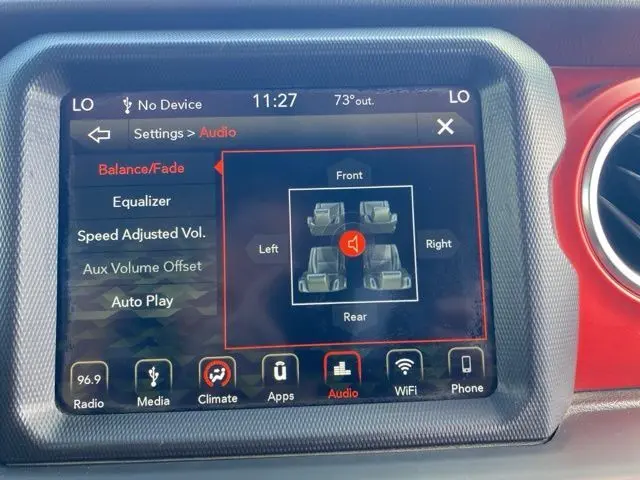 LO No Device 11:27 73°out. LO
Settings > Audio X
Balance/Fade
Equalizer
Speed Adjusted Vol.
Aux Volume Offset
Auto Play
Front
Left
Right
Rear
96.9
Radio Media Climate Apps Audio WiFi Phone